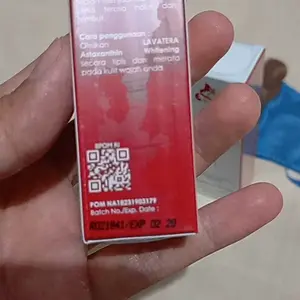 Cara penggunaan :
Oleskan LAVATERA
Astaxanthin Whitening
secara tipis dan merata
pada kulit wajah anda
BPOM RI
POM NA18231903179
Batch No./Exp. Date :
EXP 02 20